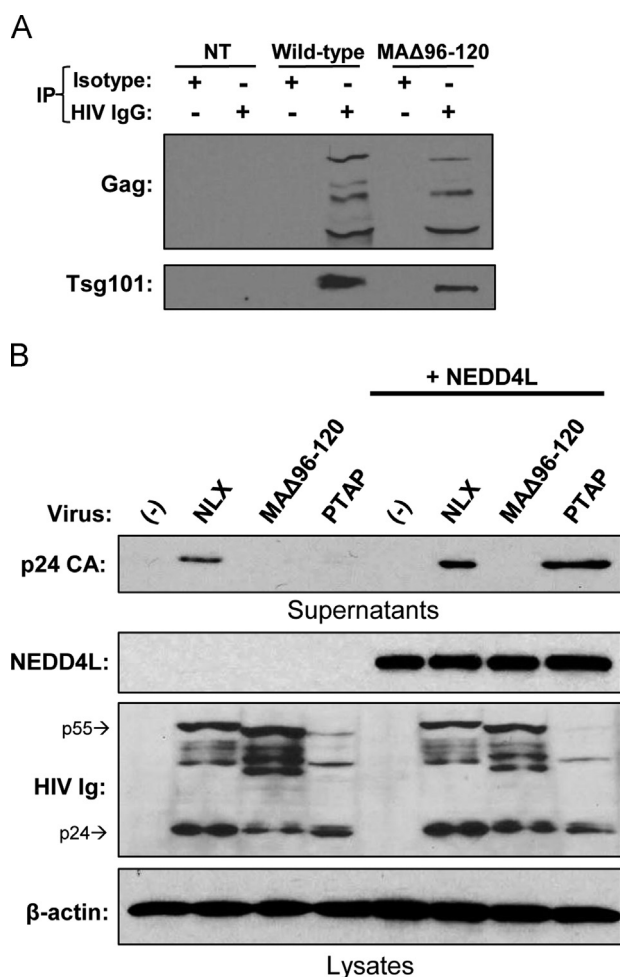 A
NT Wild-type MAΔ96-120
IP
Isotype: + - + - + -
HIV IgG: - + - + - +
Gag:
Tsg101:
B
+ NEDD4L
Virus: (-) NLX MAΔ96-120 PTAP (-) NLX MAΔ96-120 PTAP
p24 CA:
Supernatants
NEDD4L:
p55→
HIV Ig:
p24→
β-actin:
Lysates